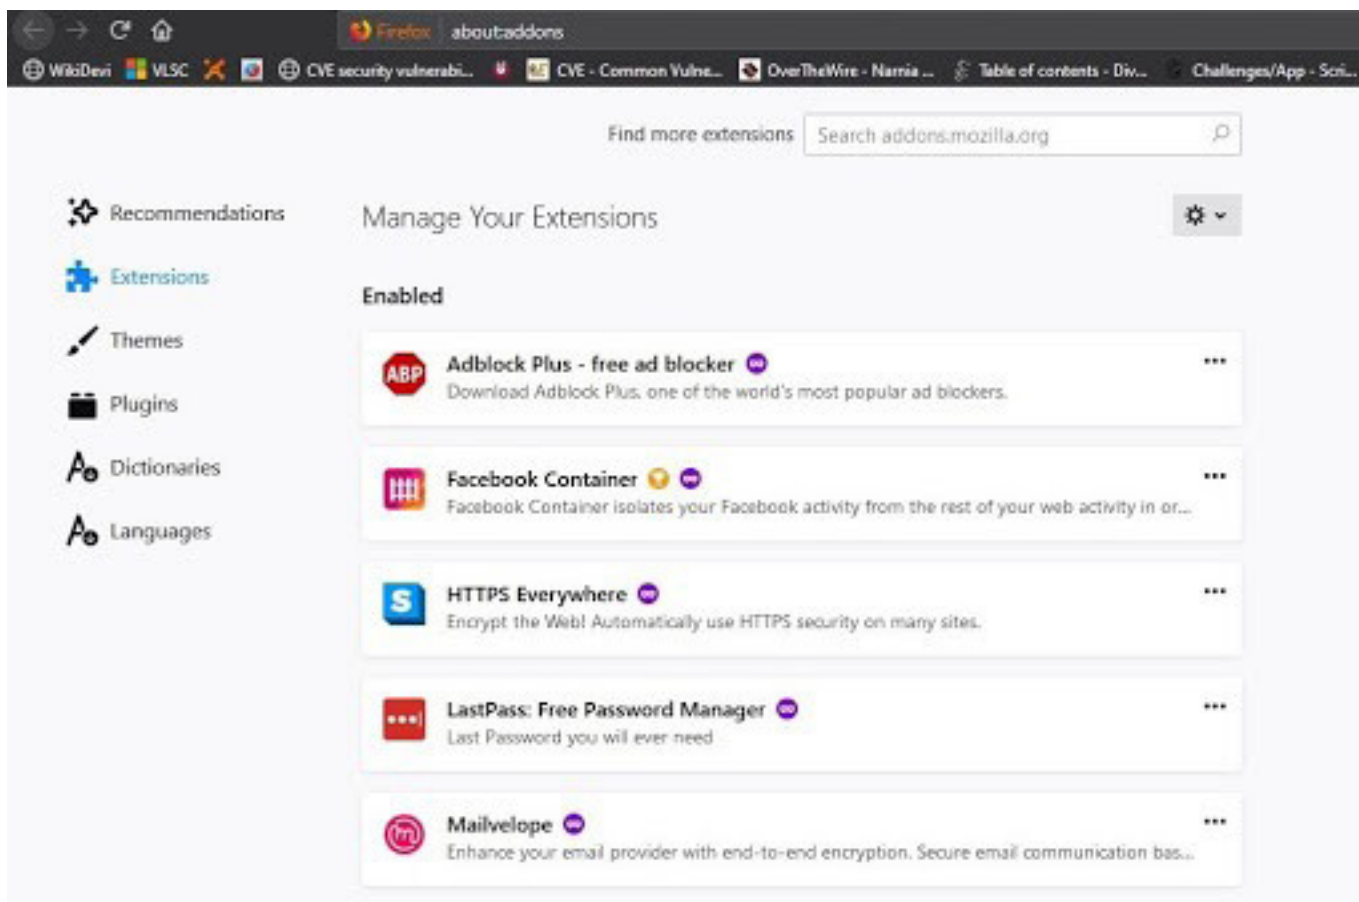 Firefox about:addons
WikiDevi VLSC CVE security vulnerabi... CVE - Common Vulne... OverTheWire - Narnia ... Table of contents - Div... Challenges/App - Scri...
Find more extensions Search addons.mozilla.org
Recommendations
Manage Your Extensions
Extensions
Enabled
Themes
Plugins
Dictionaries
Languages
ABP
Adblock Plus - free ad blocker
Download Adblock Plus, one of the world's most popular ad blockers.
Facebook Container
Facebook Container isolates your Facebook activity from the rest of your web activity in or...
S
HTTPS Everywhere
Encrypt the Web! Automatically use HTTPS security on many sites.
LastPass: Free Password Manager
Last Password you will ever need
Mailvelope
Enhance your email provider with end-to-end encryption. Secure email communication bas...